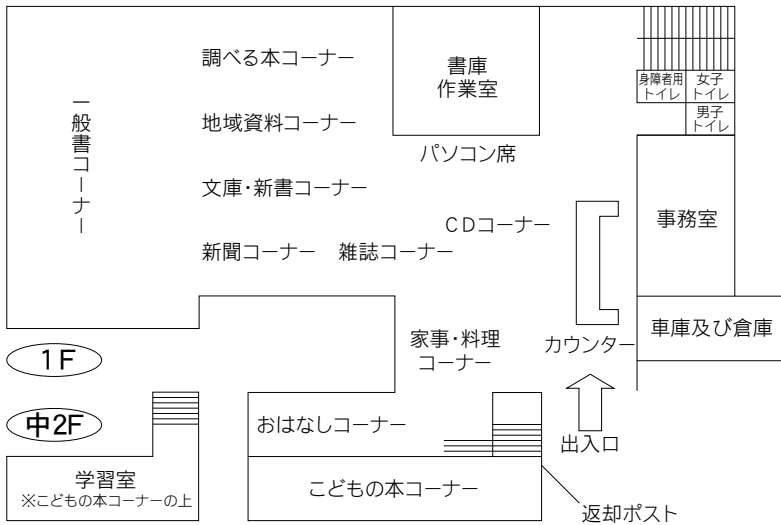 調べる本コーナー
書庫
作業室
身障者用
トイレ
女子
トイレ
男子
トイレ
一般書コーナー
地域資料コーナー
パソコン席
文庫・新書コーナー
CDコーナー
事務室
新聞コーナー
雑誌コーナー
車庫及び倉庫
家事・料理
コーナー
カウンター
1F
中2F
おはなしコーナー
出入口
学習室
※こどもの本コーナーの上
こどもの本コーナー
返却ポスト